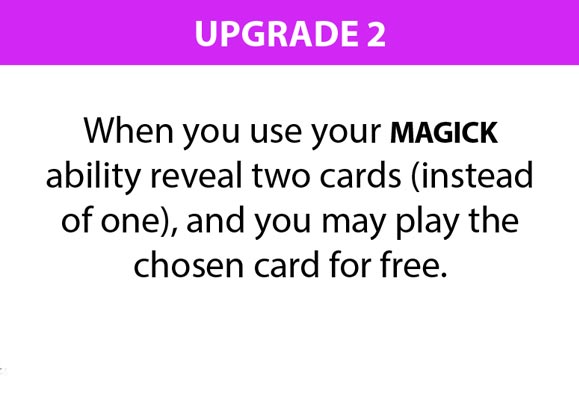 UPGRADE 2
When you use your MAGICK
ability reveal two cards (instead
of one), and you may play the
chosen card for free.